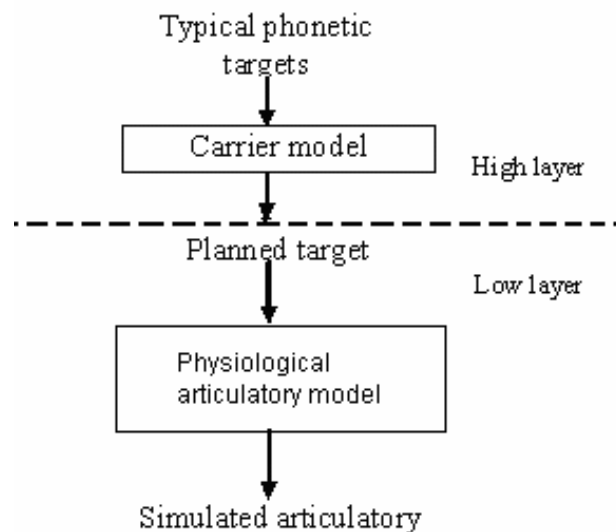 Typical phonetic
targets
Carrier model
High layer
Planned target
Low layer
Physiological
articulatory model
Simulated articulatory